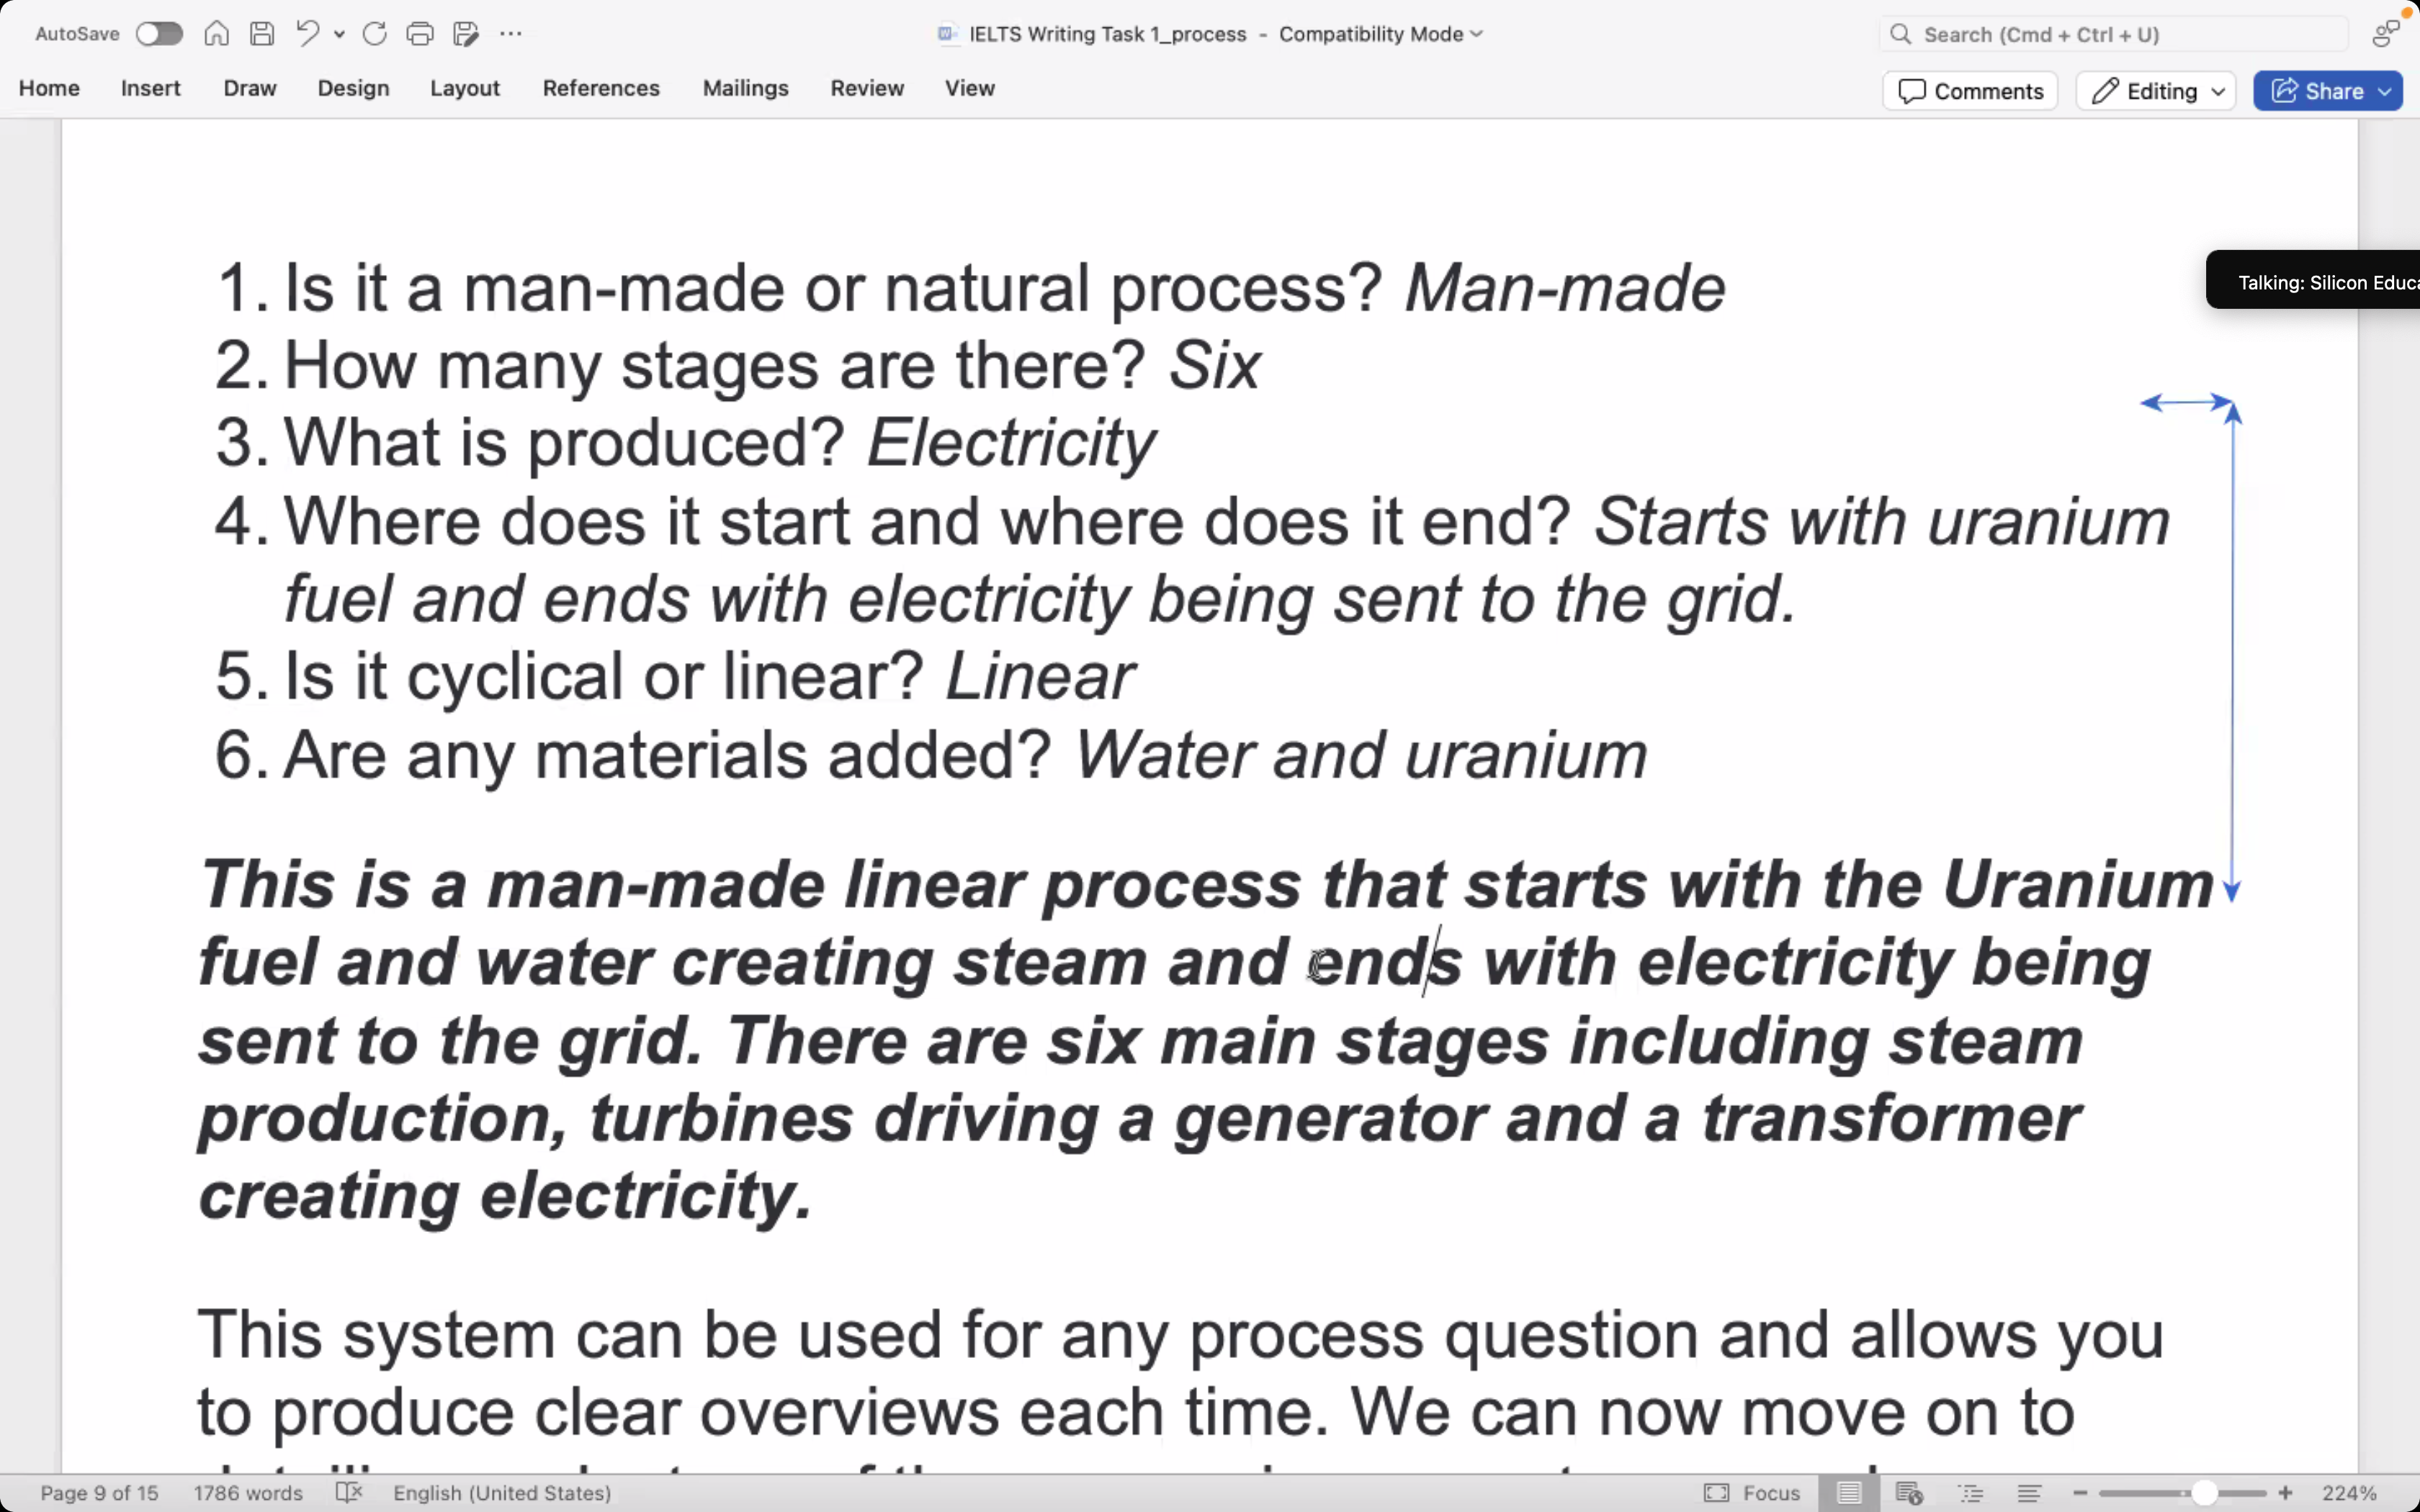 AutoSave
IELTS Writing Task 1_process - Compatibility Mode
Search (Cmd + Ctrl + U)
Home Insert Draw Design Layout References Mailings Review View
Comments Editing Share
Talking: Silicon
1. Is it a man-made or natural process? Man-made
2. How many stages are there? Six
3. What is produced? Electricity
4. Where does it start and where does it end? Starts with uranium
fuel and ends with electricity being sent to the grid.
5. Is it cyclical or linear? Linear
6. Are any materials added? Water and uranium
This is a man-made linear process that starts with the Uranium
fuel and water creating steam and ends with electricity being
sent to the grid. There are six main stages including steam
production, turbines driving a generator and a transformer
creating electricity.
This system can be used for any process question and allows you
to produce clear overviews each time. We can now move on to
Page 9 of 15 1786 words English (United States) Focus 224%